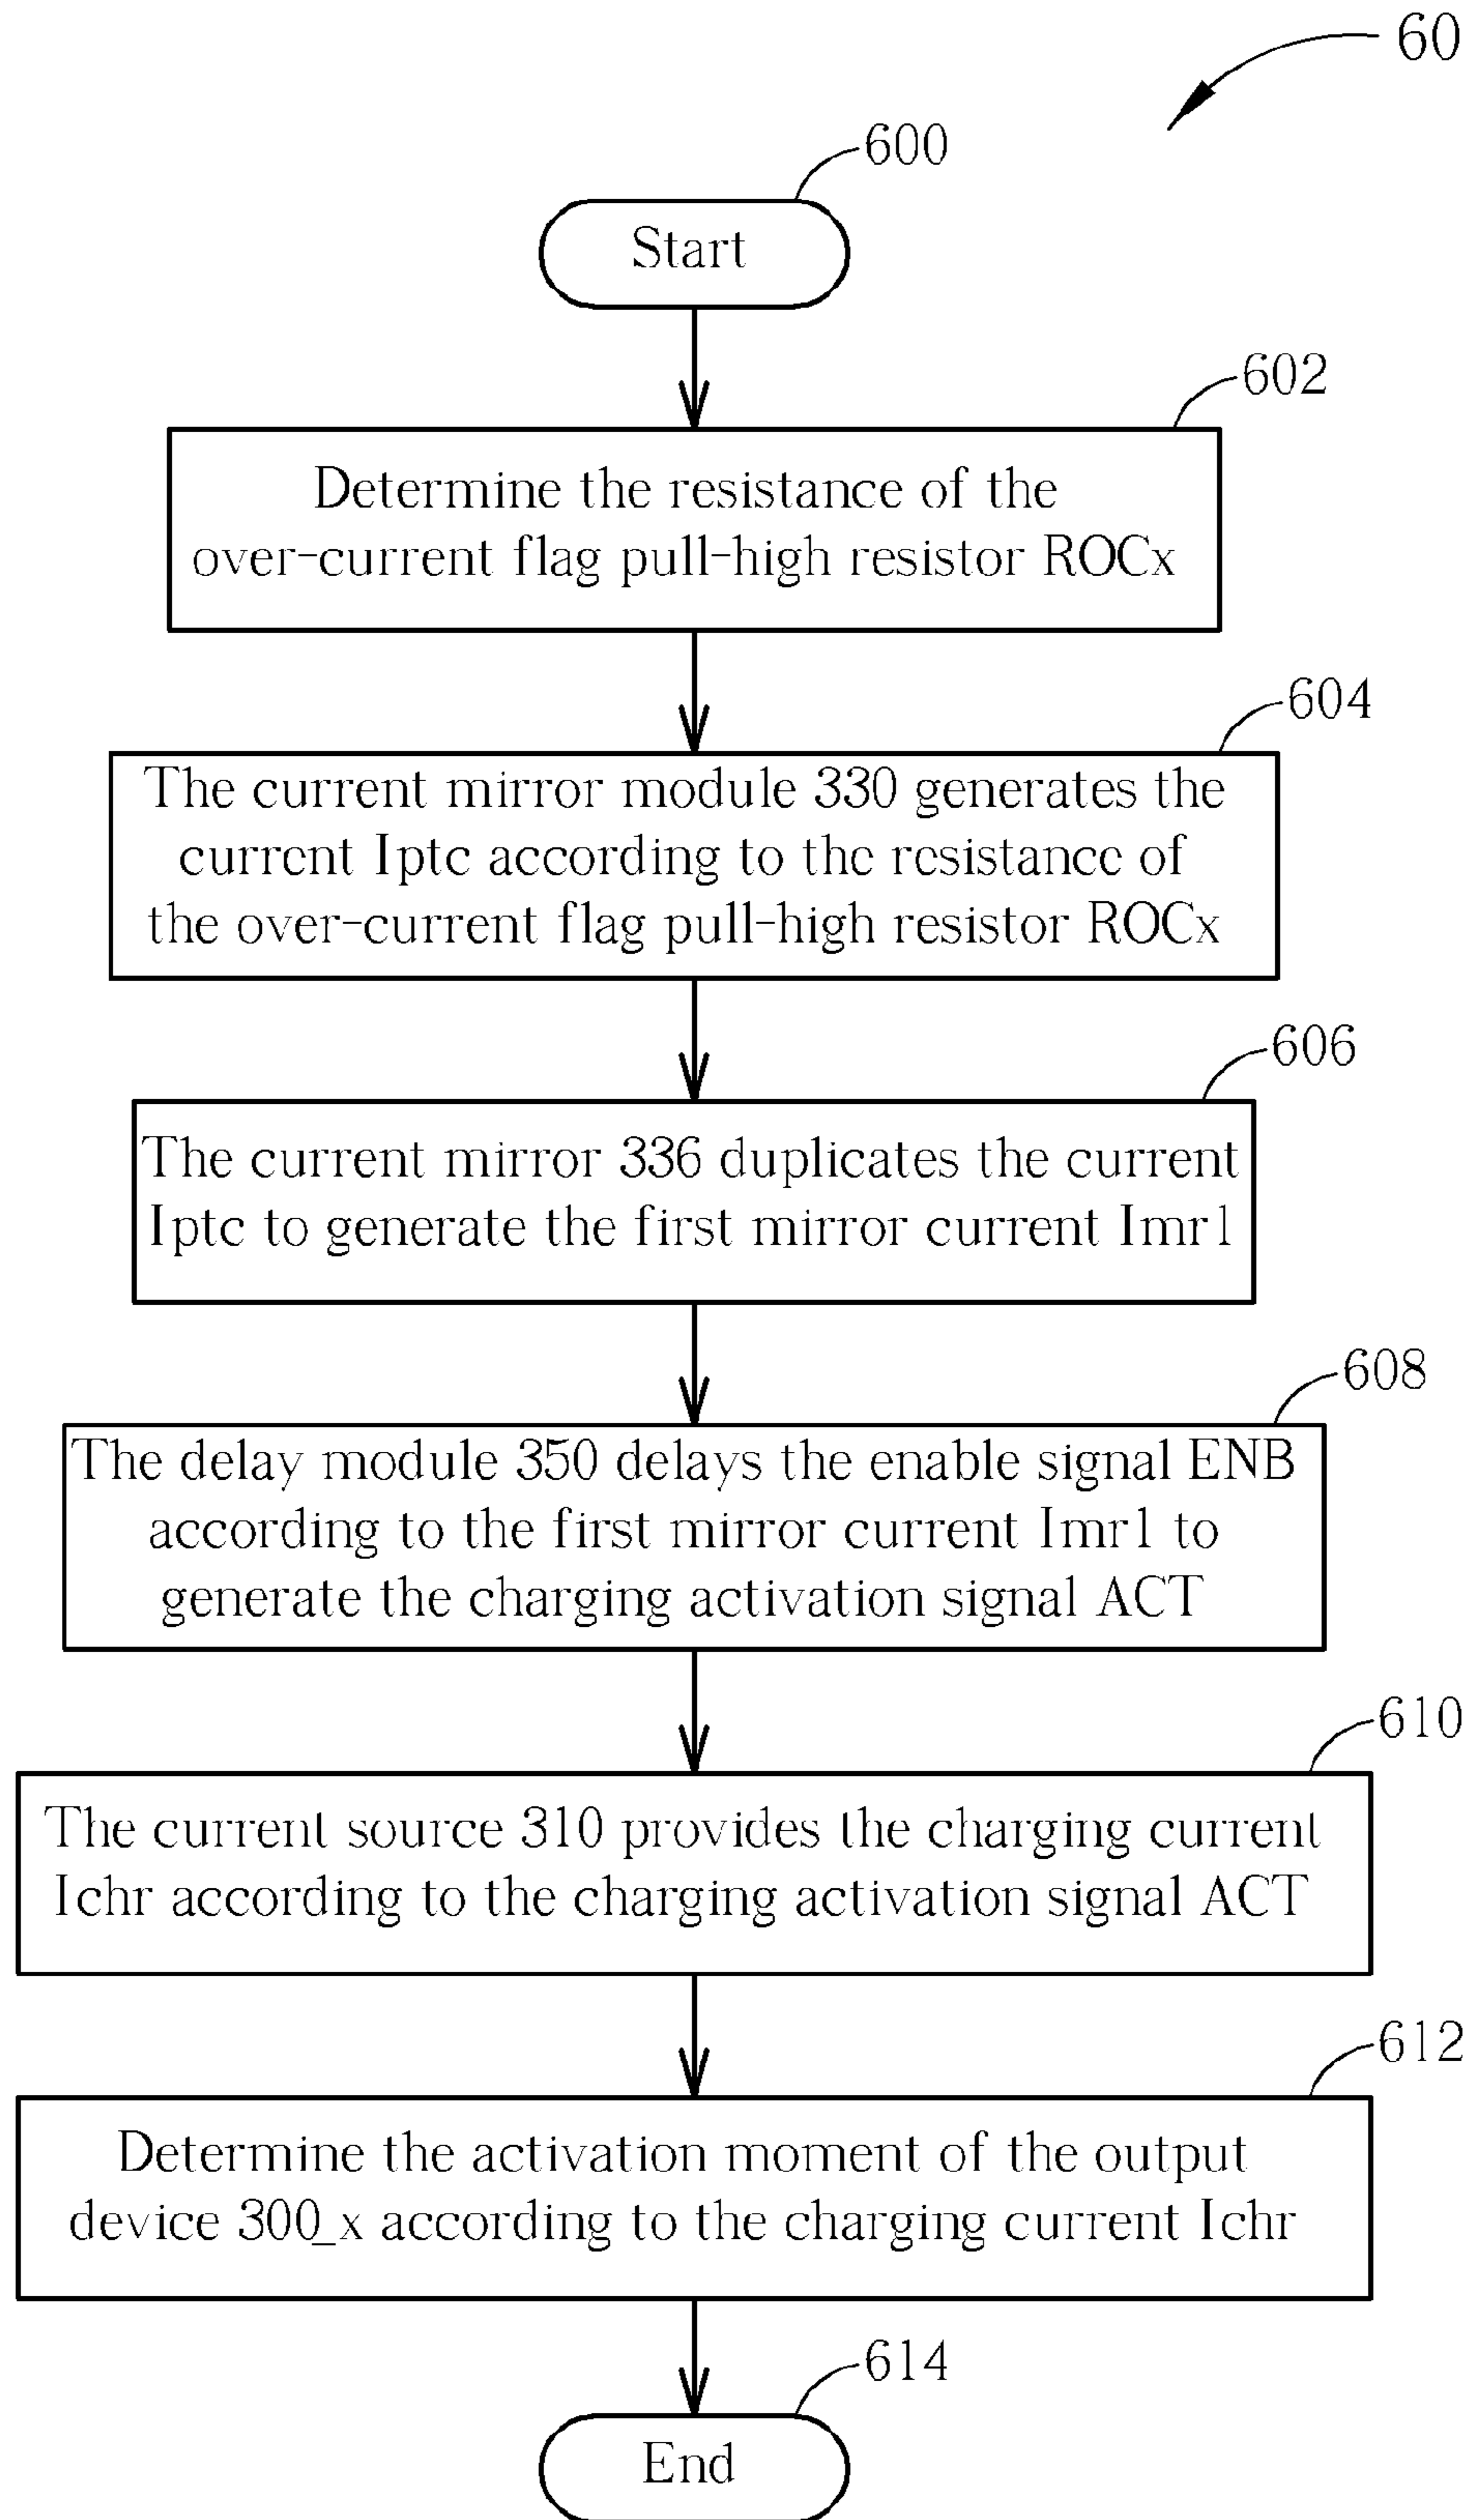 60
600
Start
602
Determine the resistance of the
over-current flag pull-high resistor ROCx
604
The current mirror module 330 generates the
current Iptc according to the resistance of
the over-current flag pull-high resistor ROCx
606
The current mirror 336 duplicates the current
Iptc to generate the first mirror current Imr1
608
The delay module 350 delays the enable signal ENB
according to the first mirror current Imr1 to
generate the charging activation signal ACT
610
The current source 310 provides the charging current
Ichr according to the charging activation signal ACT
612
Determine the activation moment of the output
device 300_x according to the charging current Ichr
614
End